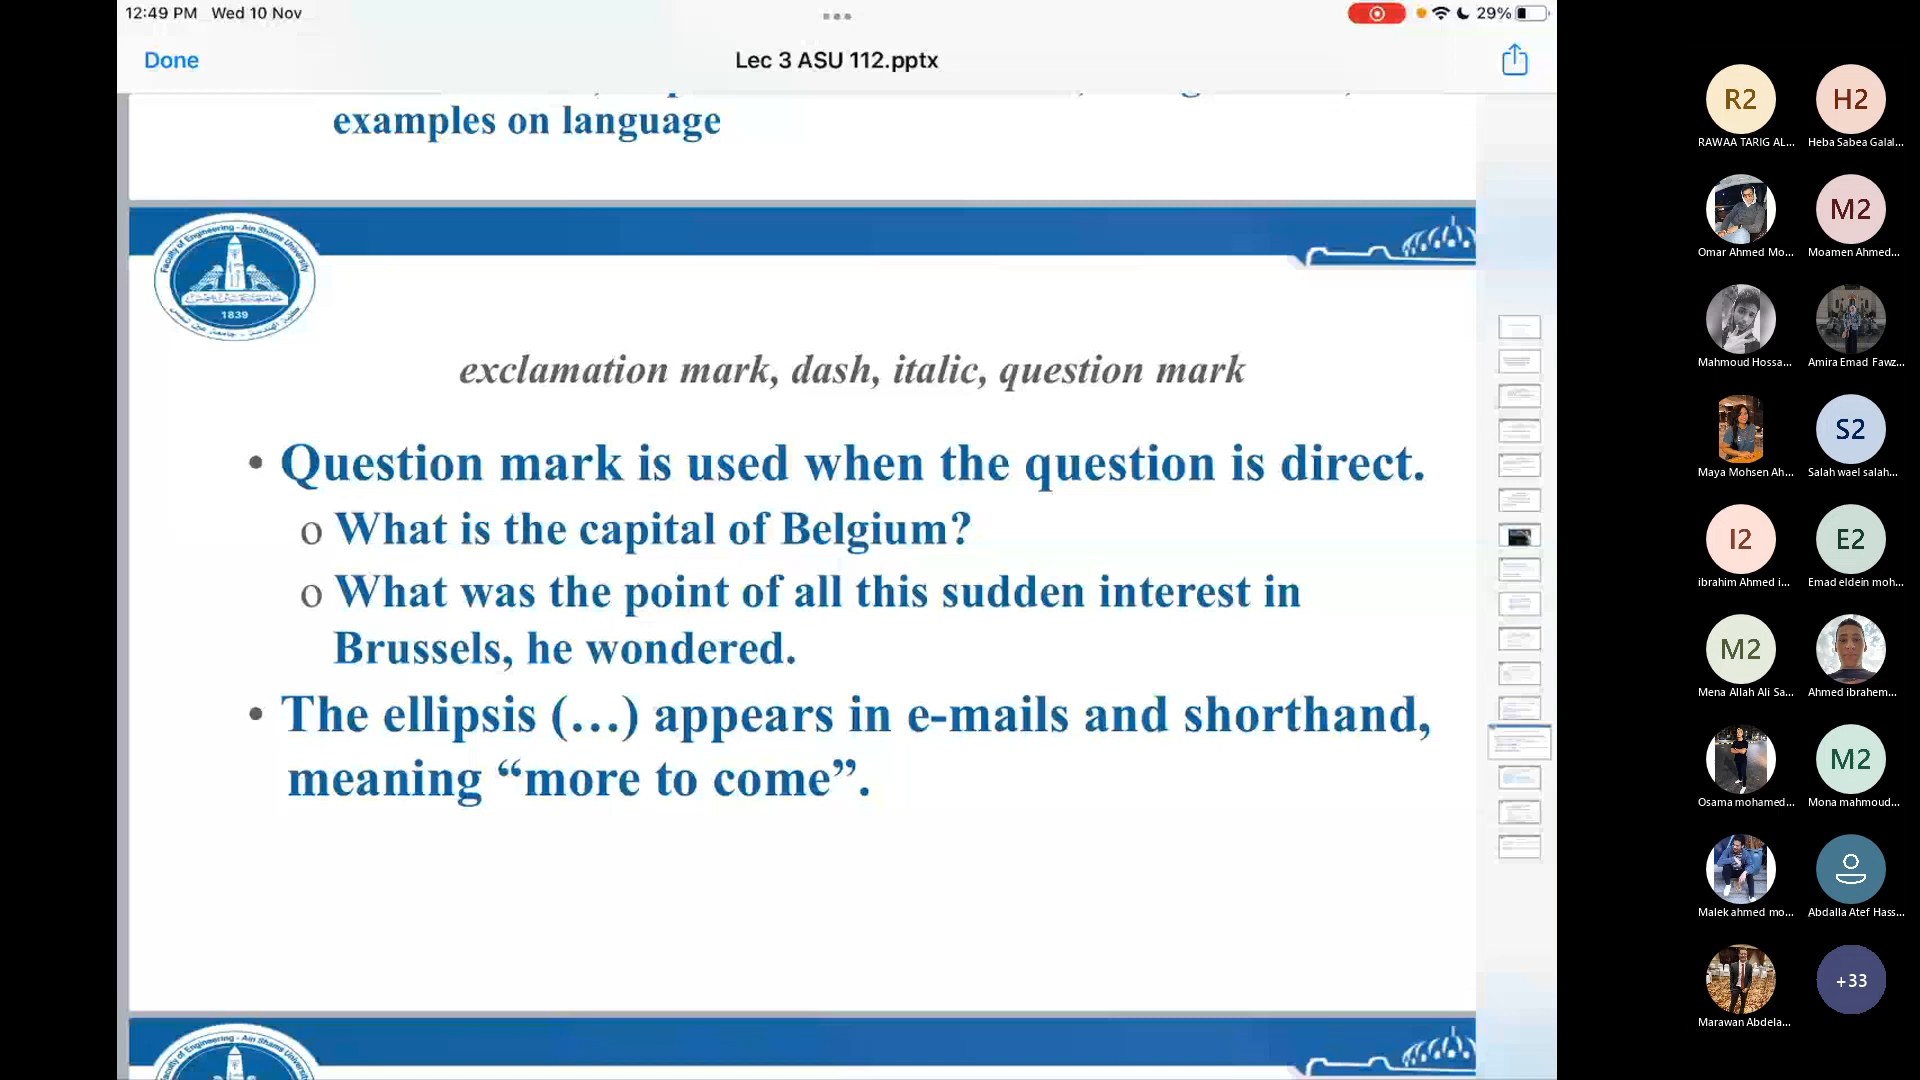 12:49 PM Wed 10 Nov
29%
Done
Lec 3 ASU 112.pptx
examples on language
Faculty of Engineering - Ain Shams University
1839
exclamation mark, dash, italic, question mark
• Question mark is used when the question is direct.
o What is the capital of Belgium?
o What was the point of all this sudden interest in
Brussels, he wondered.
• The ellipsis (…) appears in e-mails and shorthand,
meaning “more to come”.
R2
H2
RAWAA TARIG AL...
Heba Sabea Galal...
M2
Omar Ahmed Mo...
Moamen Ahmed...
Mahmoud Hossa...
Amira Emad Fawz...
S2
Maya Mohsen Ah...
Salah wael salah...
I2
E2
ibrahim Ahmed i...
Emad eldein moh...
M2
Mena Allah Ali Sa...
Ahmed ibrahem...
M2
Osama mohamed...
Mona mahmoud...
Malek ahmed mo...
Abdalla Atef Hass...
+33
Marawan Abdela...